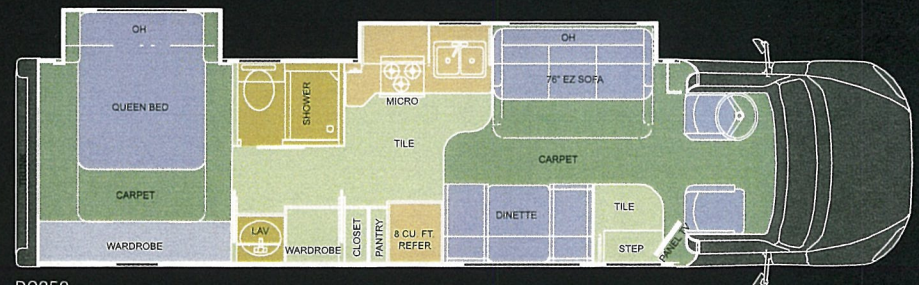 OH
QUEEN BED
CARPET
WARDROBE
SHOWER
LAV
WARDROBE
CLOSET
PANTRY
8 CU. FT.
REFER
MICRO
TILE
OH
76" EZ SOFA
CARPET
DINETTE
TILE
STEP
PANEL TV